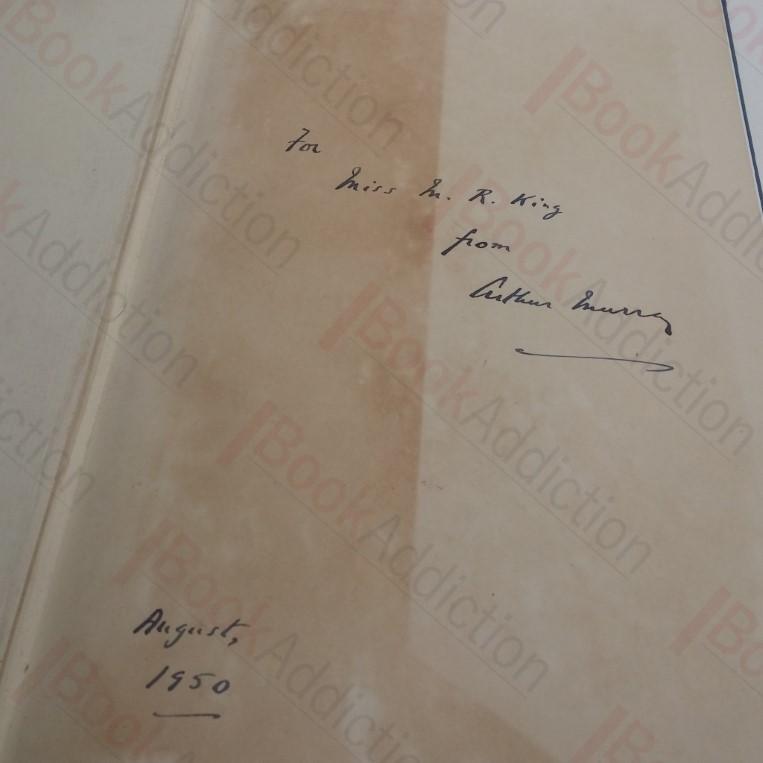 For
Miss M. R. King
from
Arthur Murray
August,
1950
BookAddiction